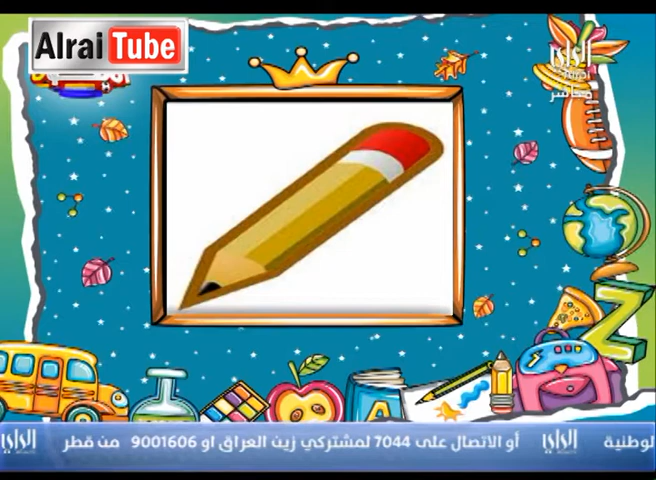 Alrai Tube
الراي
مباشر
Z
A
الراي أو الاتصال على 7044 لمشتركي زين العراق او 9001606 من قطر الراي لوطنية